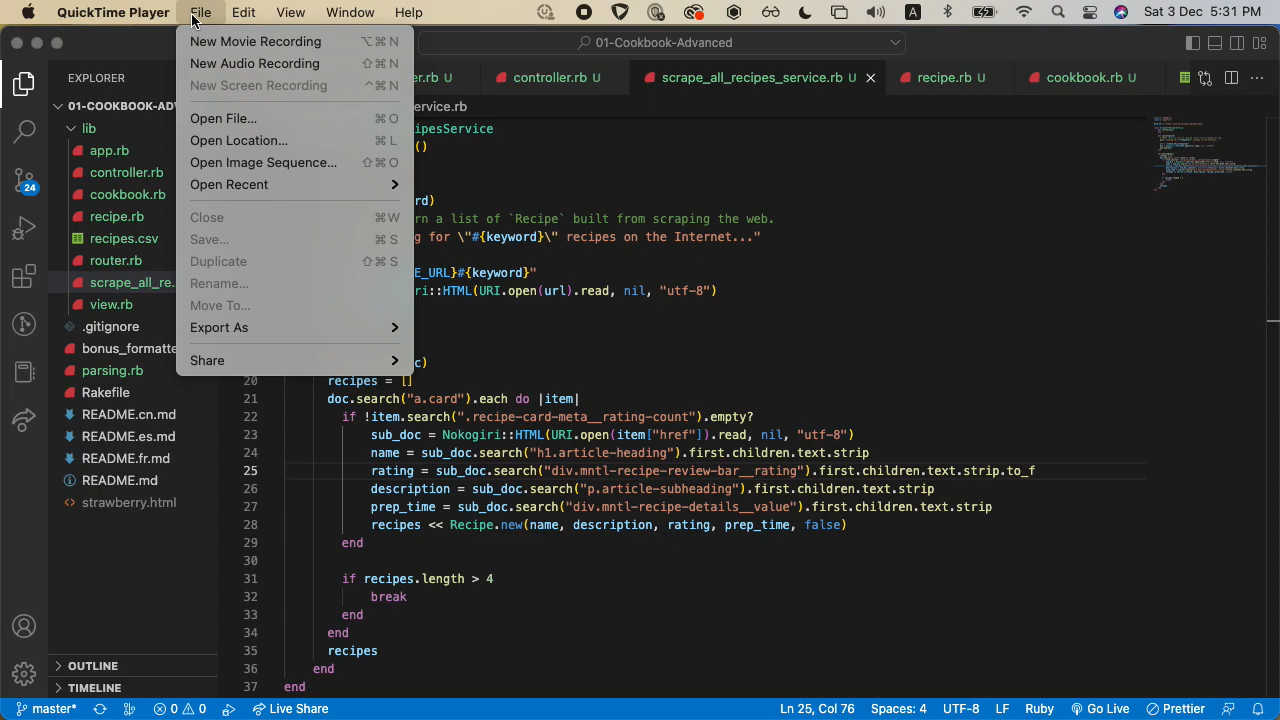 QuickTime Player File Edit View Window Help A Sat 3 Dec 5:31 PM
New Movie Recording ⌥⌘N
New Audio Recording ⇧⌘N
New Screen Recording ^⌘N
Open File... ⌘O
Open Location... ⌘L
Open Image Sequence... ⇧⌘O
Open Recent
Close ⌘W
Save... ⌘S
Duplicate ⇧⌘S
Rename...
Move To...
Export As
Share
01-Cookbook-Advanced
EXPLORER
er.rb U
controller.rb U
scrape_all_recipes_service.rb U
recipe.rb U
cookbook.rb U
01-COOKBOOK-ADV
lib
app.rb
controller.rb
cookbook.rb
recipe.rb
recipes.csv
router.rb
scrape_all_re...
view.rb
.gitignore
bonus_formatte
parsing.rb
Rakefile
README.cn.md
README.es.md
README.fr.md
README.md
strawberry.html
OUTLINE
TIMELINE
24
ervice.rb
ipesService
()
rd)
rn a list of `Recipe` built from scraping the web.
g for \"#{keyword}\" recipes on the Internet..."
E_URL}#{keyword}"
iri::HTML(URI.open(url).read, nil, "utf-8")
c)
20 recipes = []
21 doc.search("a.card").each do |item|
22 if !item.search(".recipe-card-meta__rating-count").empty?
23 sub_doc = Nokogiri::HTML(URI.open(item["href"]).read, nil, "utf-8")
24 name = sub_doc.search("h1.article-heading").first.children.text.strip
25 rating = sub_doc.search("div.mntl-recipe-review-bar__rating").first.children.text.strip.to_f
26 description = sub_doc.search("p.article-subheading").first.children.text.strip
27 prep_time = sub_doc.search("div.mntl-recipe-details__value").first.children.text.strip
28 recipes << Recipe.new(name, description, rating, prep_time, false)
29 end
30
31 if recipes.length > 4
32 break
33 end
34 end
35 recipes
36 end
37 end
master* 0 0 Live Share Ln 25, Col 76 Spaces: 4 UTF-8 LF Ruby Go Live Prettier